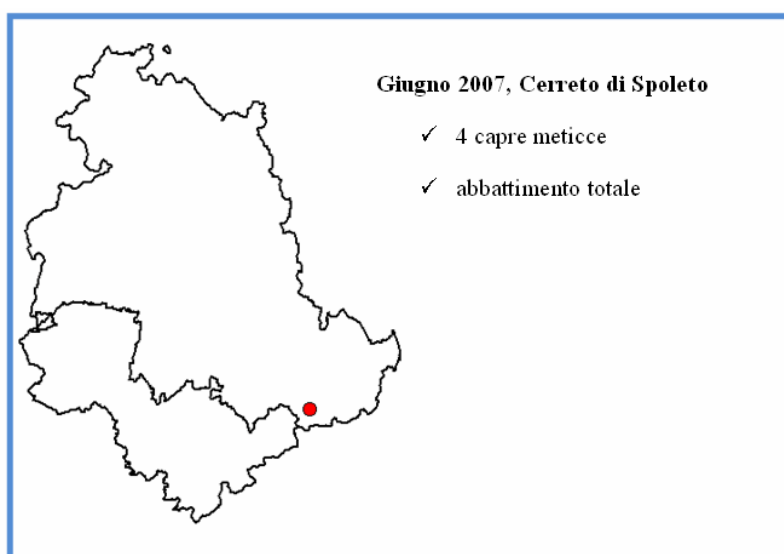 Giugno 2007, Cerreto di Spoleto
✓ 4 capre meticce
✓ abbattimento totale